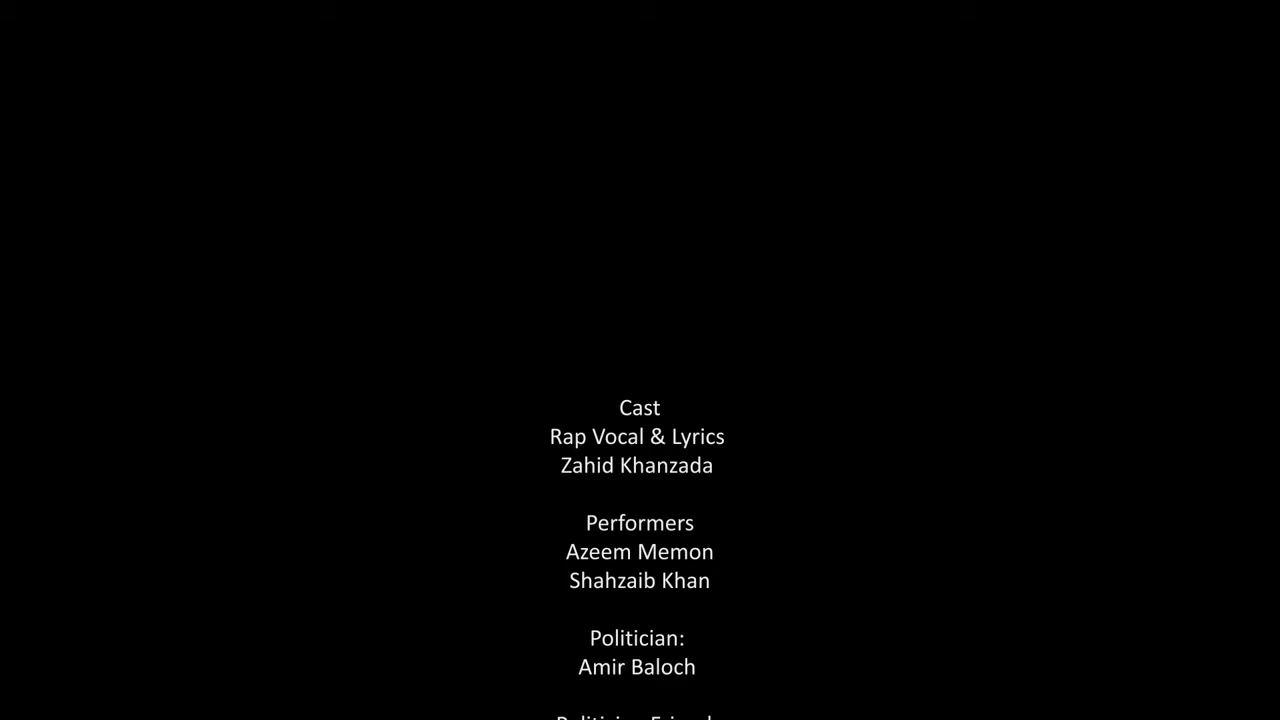 Cast
Rap Vocal & Lyrics
Zahid Khanzada
Performers
Azeem Memon
Shahzaib Khan
Politician:
Amir Baloch